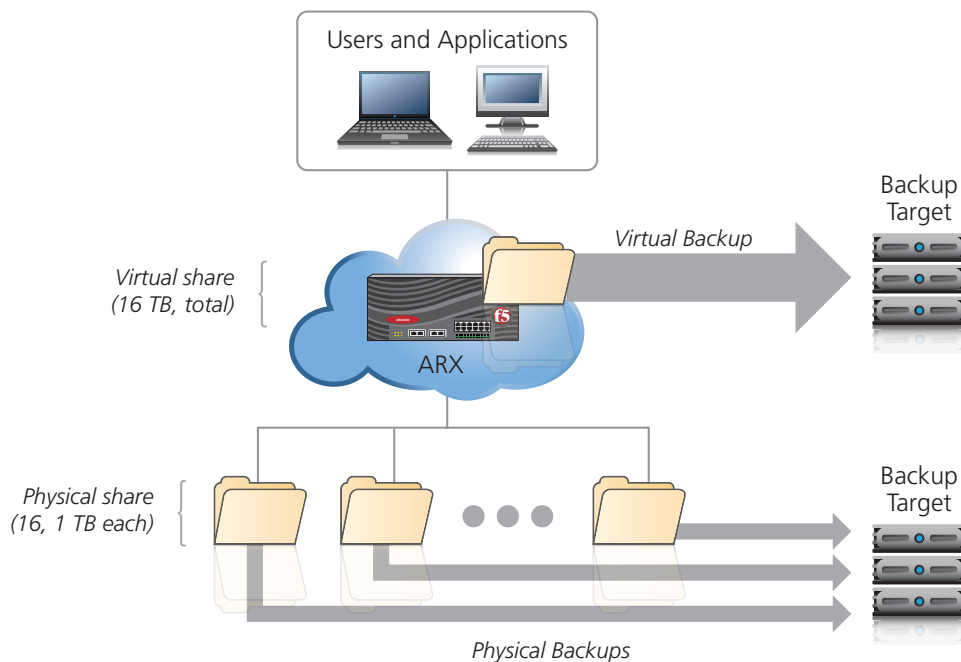 Users and Applications
Backup
Target
Virtual Backup
Virtual share
(16 TB, total)
f5
ARX
Physical share
(16, 1 TB each)
Backup
Target
Physical Backups